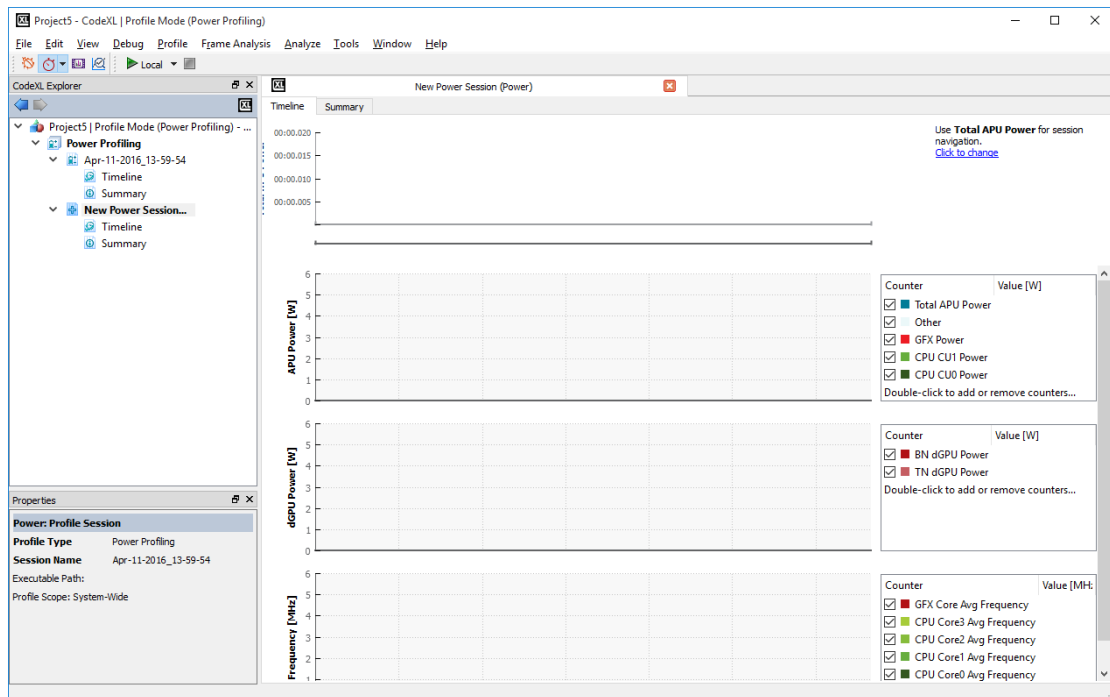 Project5 - CodeXL | Profile Mode (Power Profiling)
File Edit View Debug Profile Frame Analysis Analyze Tools Window Help
Local
CodeXL Explorer
XL
Project5 | Profile Mode (Power Profiling) - ...
Power Profiling
Apr-11-2016_13-59-54
Timeline
Summary
New Power Session...
Timeline
Summary
Properties
Power: Profile Session
Profile Type Power Profiling
Session Name Apr-11-2016_13-59-54
Executable Path:
Profile Scope: System-Wide
XL
New Power Session (Power)
Timeline Summary
00:00.020
00:00.015
00:00.010
00:00.005
Use Total APU Power for session
navigation.
Click to change
APU Power [W]
6
5
4
3
2
1
0
Counter Value [W]
Total APU Power
Other
GFX Power
CPU CU1 Power
CPU CU0 Power
Double-click to add or remove counters...
dGPU Power [W]
6
5
4
3
2
1
0
Counter Value [W]
BN dGPU Power
TN dGPU Power
Double-click to add or remove counters...
Frequency [MHz]
6
5
4
3
2
1
Counter Value [MH:
GFX Core Avg Frequency
CPU Core3 Avg Frequency
CPU Core2 Avg Frequency
CPU Core1 Avg Frequency
CPU Core0 Avg Frequency